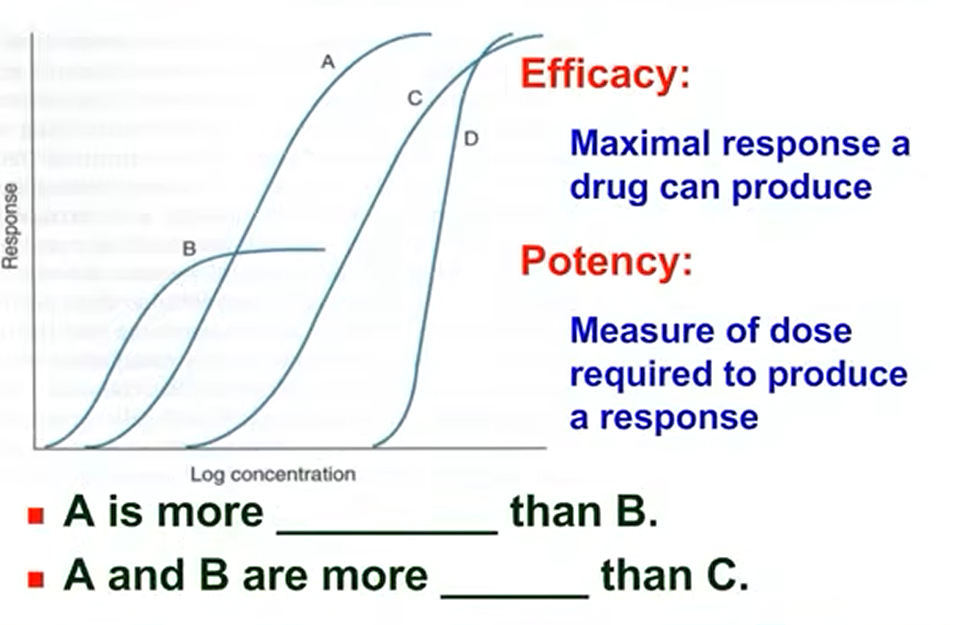 A
C
D
B
Response
Log concentration
Efficacy:
Maximal response a
drug can produce
Potency:
Measure of dose
required to produce
a response
A is more __________ than B.
A and B are more ______ than C.